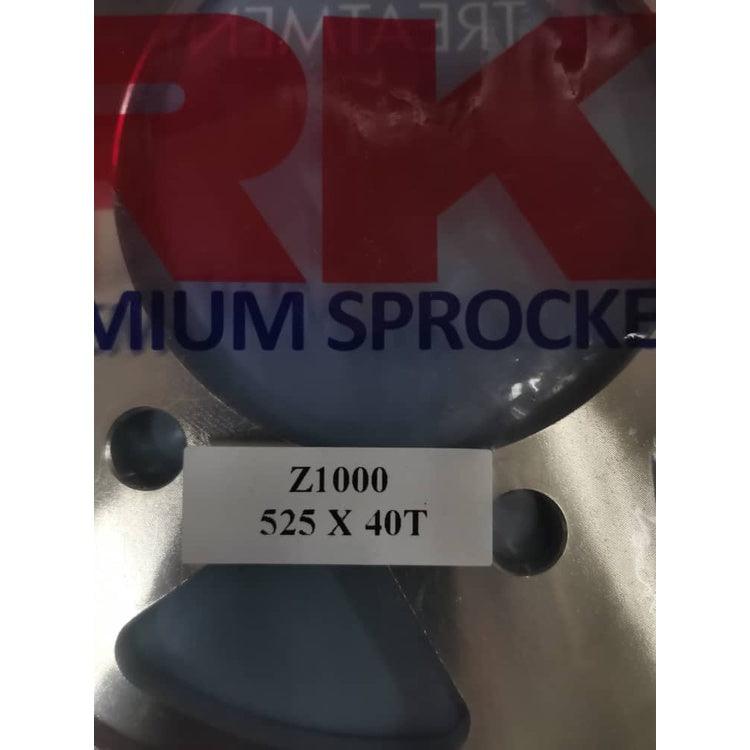 TREATMEN
RK
MIUM SPROCKE
Z1000
525 X 40T